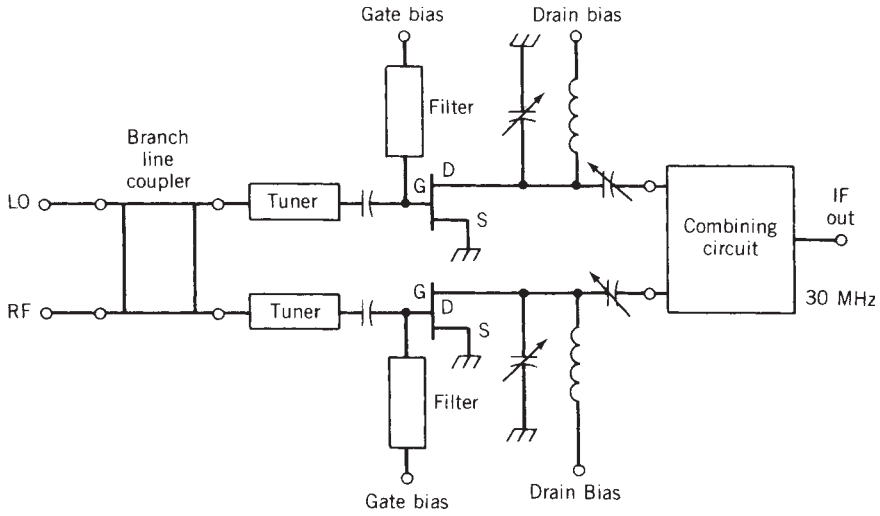 Gate bias
Drain bias
Filter
Branch
line
coupler
G
D
S
LO
Tuner
Combining
circuit
IF
out
RF
Tuner
G
D
S
30 MHz
Filter
Gate bias
Drain Bias